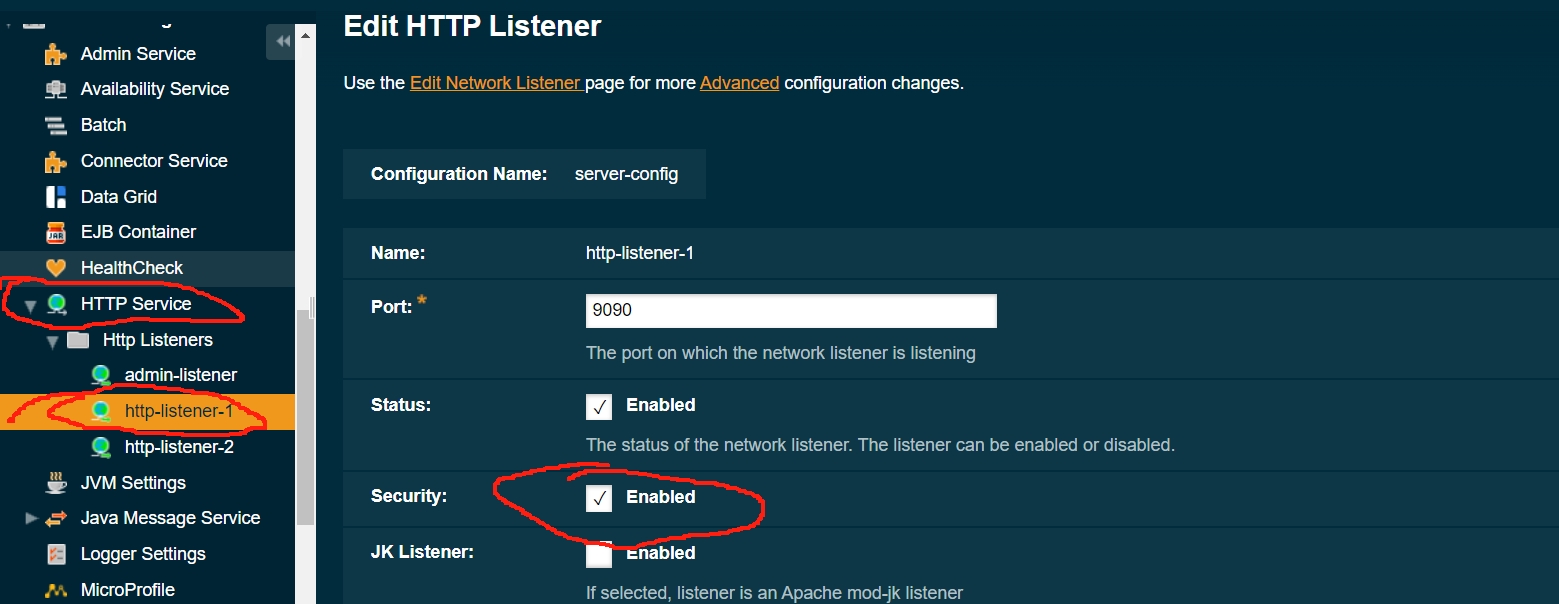 Admin Service
Availability Service
Batch
Connector Service
Data Grid
EJB Container
HealthCheck
HTTP Service
Http Listeners
admin-listener
http-listener-1
http-listener-2
JVM Settings
Java Message Service
Logger Settings
MicroProfile
Edit HTTP Listener
Use the Edit Network Listener page for more Advanced configuration changes.
Configuration Name: server-config
Name: http-listener-1
Port: * 9090
The port on which the network listener is listening
Status: Enabled
The status of the network listener. The listener can be enabled or disabled.
Security: Enabled
JK Listener: Enabled
If selected, listener is an Apache mod-jk listener